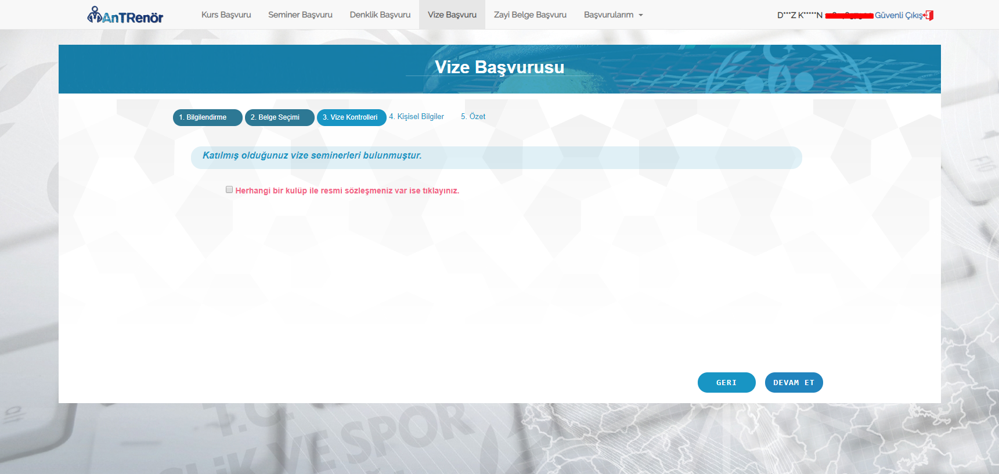 AnTRenör
Kurs Başvuru
Seminer Başvuru
Denklik Başvuru
Vize Başvuru
Zayi Belge Başvuru
Başvurularım
D***Z K*****N
Güvenli Çıkış
Vize Başvurusu
1. Bilgilendirme
2. Belge Seçimi
3. Vize Kontrolleri
4. Kişisel Bilgiler
5. Özet
Katılmış olduğunuz vize seminerleri bulunmuştur.
Herhangi bir kulüp ile resmi sözleşmeniz var ise tıklayınız.
GERI
DEVAM ET
T.C.
VE SPOR